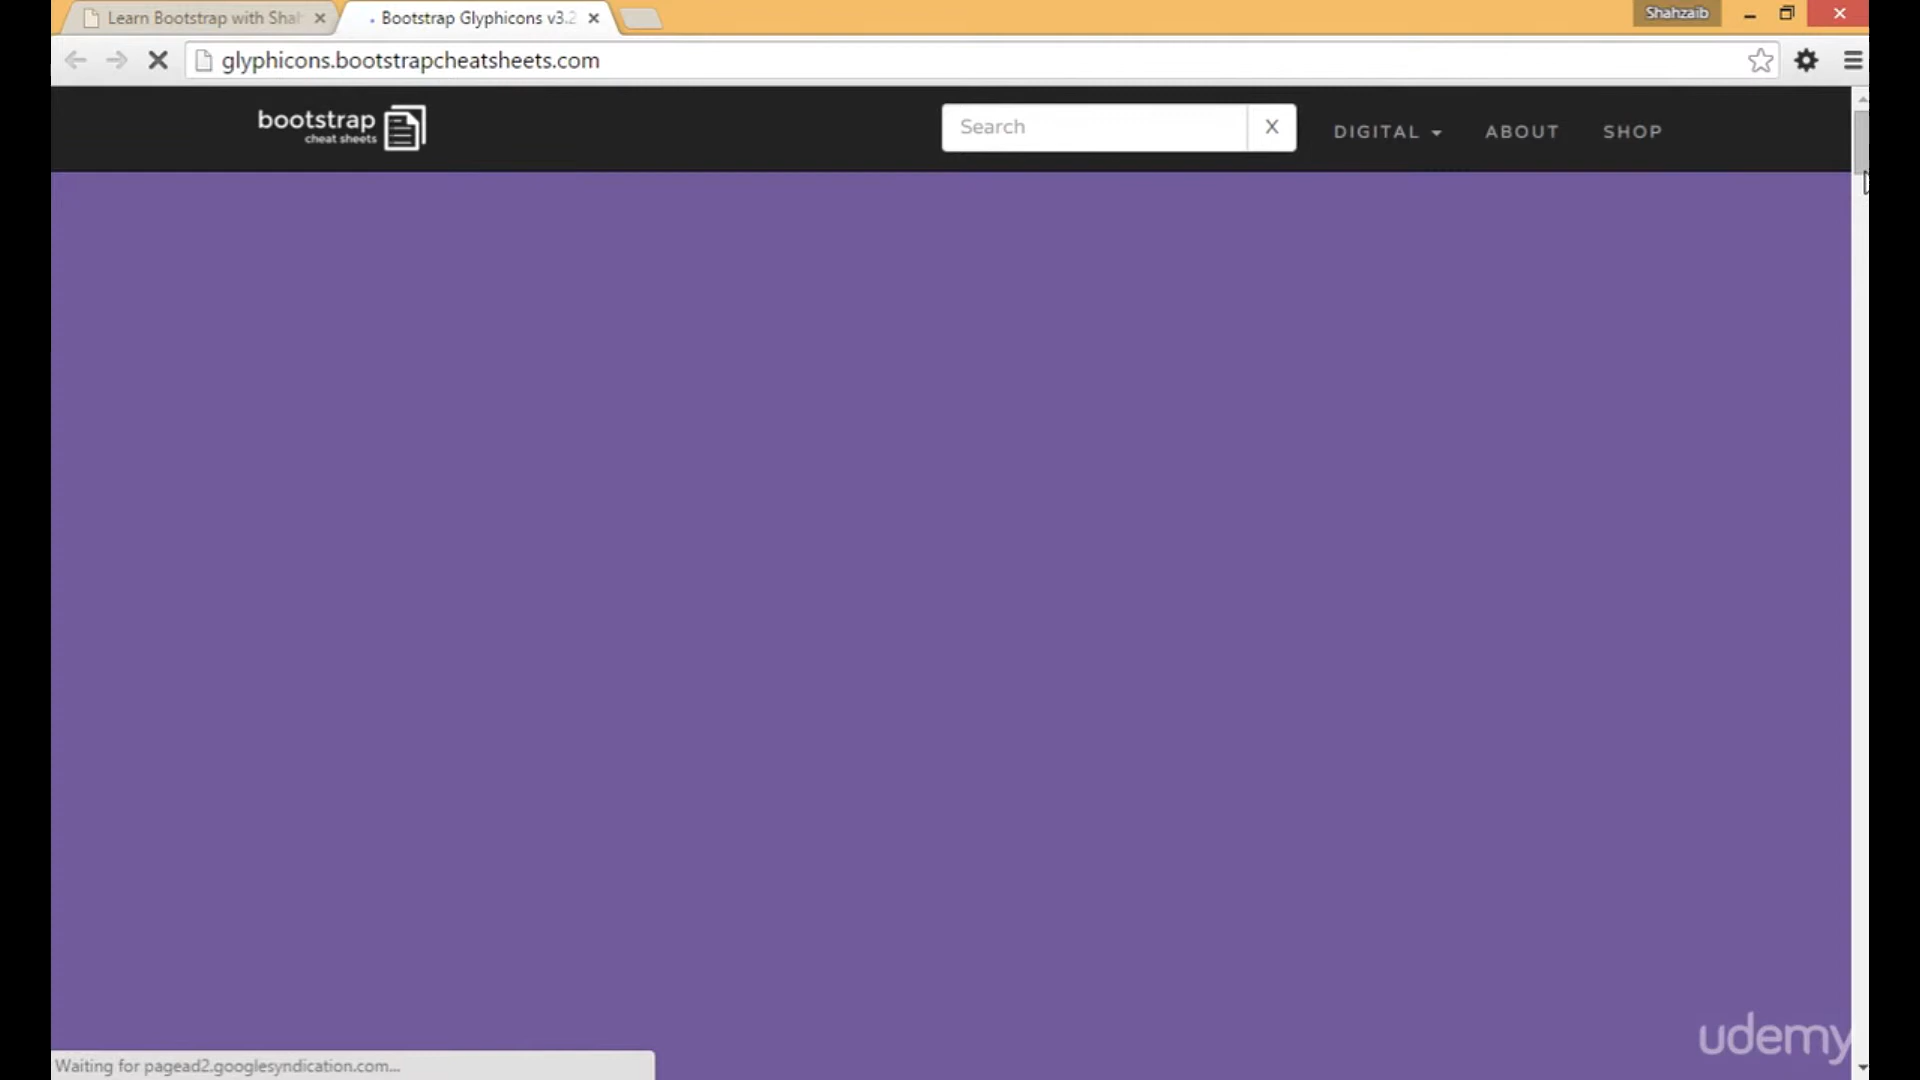 Learn Bootstrap with Shah
Bootstrap Glyphicons v3.2
Shahzaib
glyphicons.bootstrapcheatsheets.com
bootstrap
cheat sheets
Search
X
DIGITAL
ABOUT
SHOP
udemy
Waiting for pagead2.googlesyndication.com...